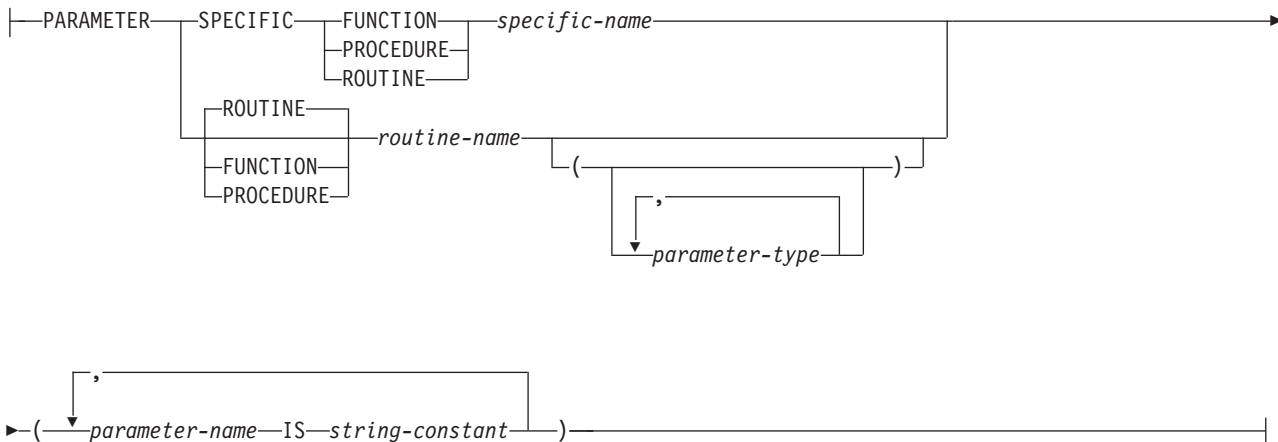 PARAMETER SPECIFIC FUNCTION specific-name
PROCEDURE
ROUTINE
ROUTINE
routine-name
( )
FUNCTION
PROCEDURE
,
parameter-type
,
( parameter-name IS string-constant )